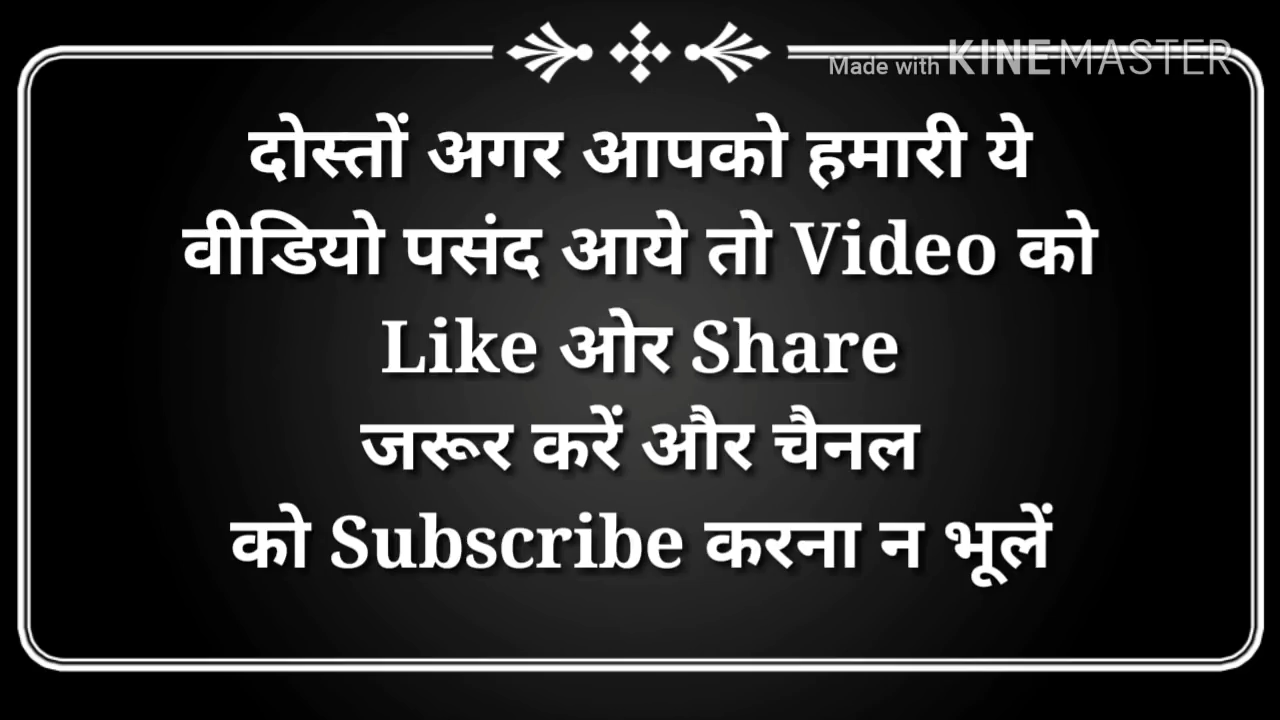 Made with KINEMASTER
दोस्तों अगर आपको हमारी ये
वीडियो पसंद आये तो Video को
Like ओर Share
जरूर करें और चैनल
को Subscribe करना न भूलें